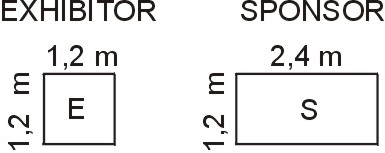 EXHIBITOR SPONSOR
1,2 m 2,4 m
1,2 m E 1,2 m S